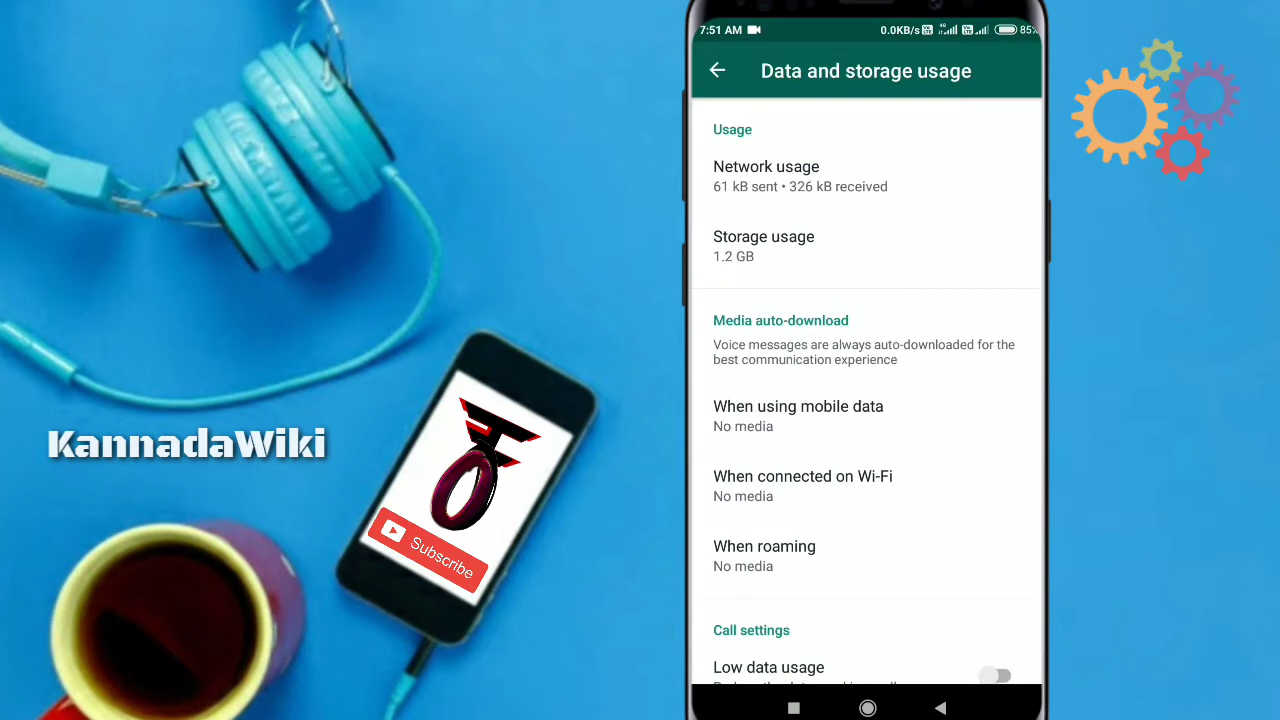 7:51 AM
0.0KB/s
4G
85%
Data and storage usage
Usage
Network usage
61 kB sent • 326 kB received
Storage usage
1.2 GB
Media auto-download
Voice messages are always auto-downloaded for the
best communication experience
When using mobile data
No media
When connected on Wi-Fi
No media
When roaming
No media
Call settings
Low data usage
KannadaWiki
Subscribe